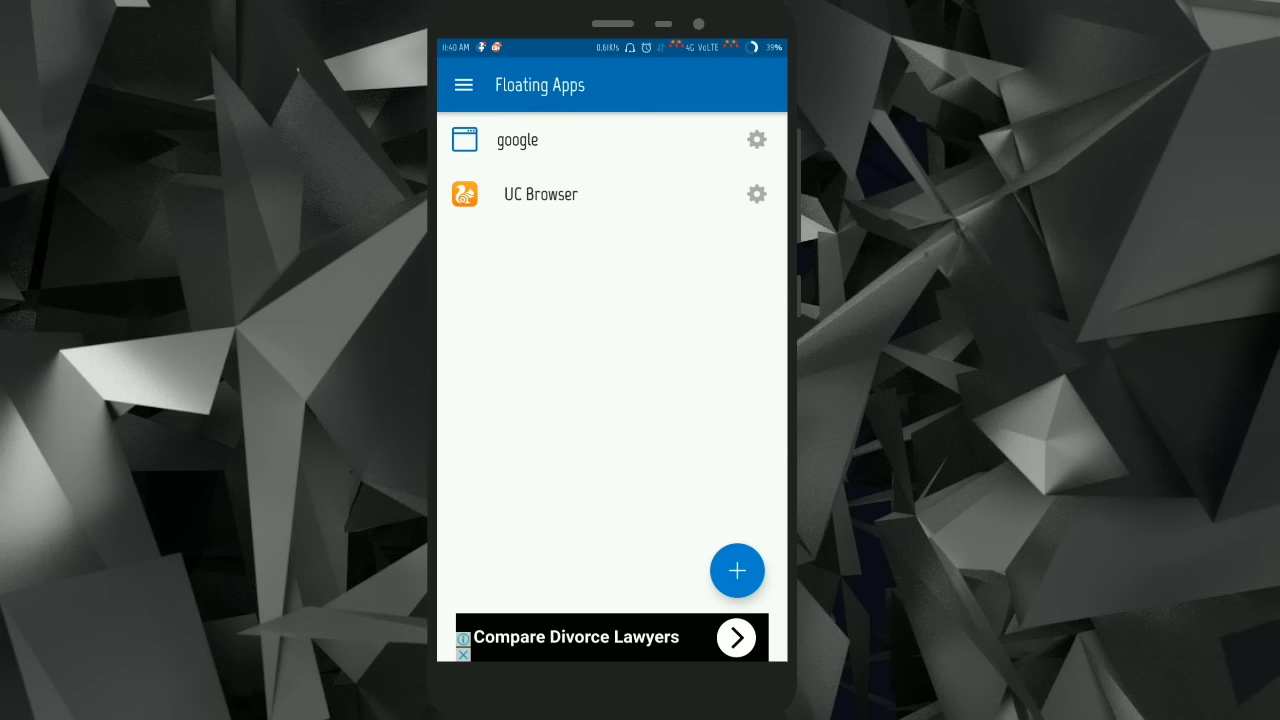 11:40 AM 0.61K/s 4G VoLTE 39%
Floating Apps
google
UC Browser
Compare Divorce Lawyers